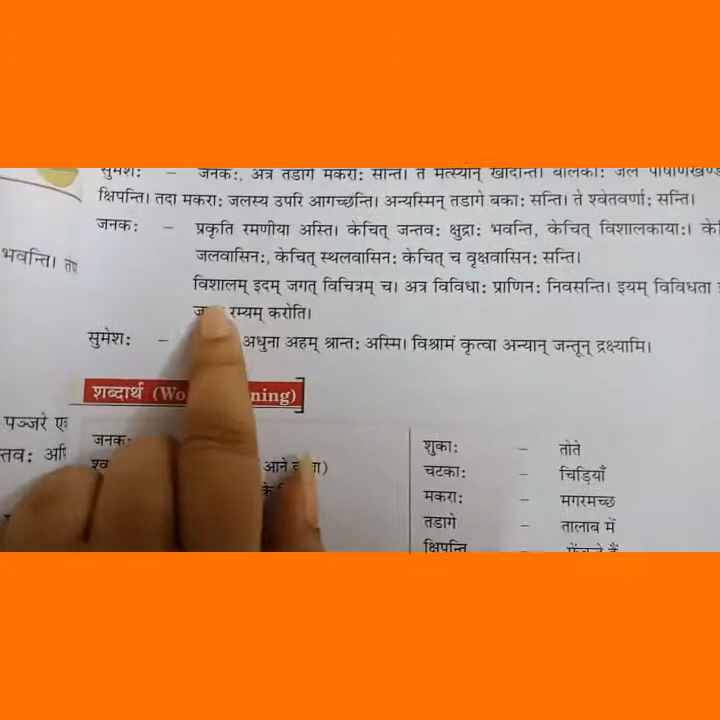 सुमेशः – जनकः, अत्र तडागे मकराः सन्ति। ते मत्स्यान् खादन्ति। बालकाः जले पाषाणखण्ड
क्षिपन्ति। तदा मकराः जलस्य उपरि आगच्छन्ति। अन्यस्मिन् तडागे बकाः सन्ति। ते श्वेतवर्णाः सन्ति।
जनकः – प्रकृति रमणीया अस्ति। केचित् जन्तवः क्षुद्राः भवन्ति, केचित् विशालकायाः। के
जलवासिनः, केचित् स्थलवासिनः केचित् च वृक्षवासिनः सन्ति।
विशालम् इदम् जगत् विचित्रम् च। अत्र विविधाः प्राणिनः निवसन्ति। इयम् विविधता
रम्यम् करोति।
सुमेशः – अधुना अहम् श्रान्तः अस्मि। विश्रामं कृत्वा अन्यान् जन्तून् द्रक्ष्यामि।
भवन्ति।
पञ्जरे
शब्दार्थ (Wo ning)
जनकः
आने
शुकाः – तोते
चटकाः – चिड़ियाँ
मकराः – मगरमच्छ
तडागे – तालाब में
क्षिपन्ति – फेंकते हैं